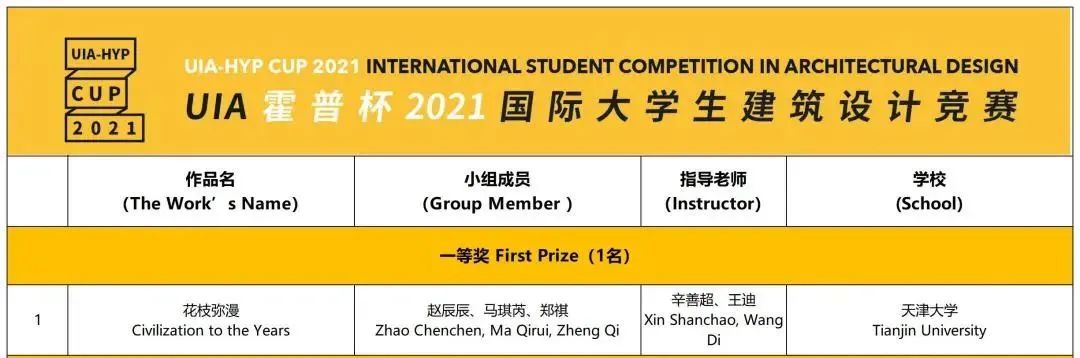 UIA-HYP
CUP
2021
UIA-HYP CUP 2021 INTERNATIONAL STUDENT COMPETITION IN ARCHITECTURAL DESIGN
UIA 霍普杯 2021 国际大学生建筑设计竞赛
作品名
（The Work’s Name）
小组成员
（Group Member ）
指导老师
（Instructor）
学校
（School）
一等奖 First Prize（1名）
1
花枝弥漫
Civilization to the Years
赵辰辰、马琪芮、郑祺
Zhao Chenchen, Ma Qirui, Zheng Qi
辛善超、王迪
Xin Shanchao, Wang
Di
天津大学
Tianjin University